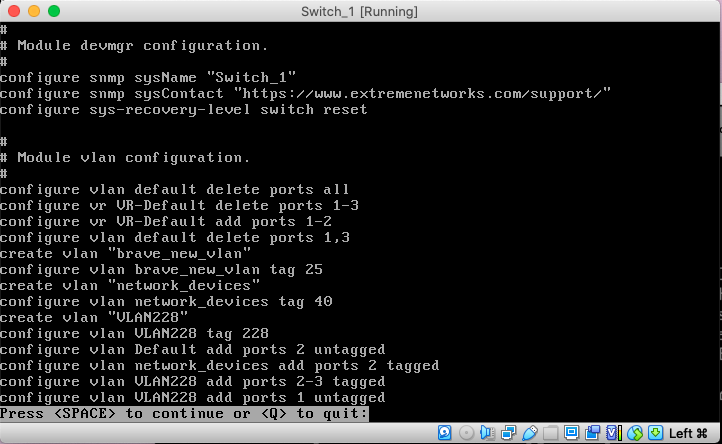 Switch_1 [Running]
#
# Module devmgr configuration.
#
configure snmp sysName "Switch_1"
configure snmp sysContact "https://www.extremenetworks.com/support/"
configure sys-recovery-level switch reset
#
# Module vlan configuration.
#
configure vlan default delete ports all
configure vr VR-Default delete ports 1-3
configure vr VR-Default add ports 1-2
configure vlan default delete ports 1,3
create vlan "brave_new_vlan"
configure vlan brave_new_vlan tag 25
create vlan "network_devices"
configure vlan network_devices tag 40
create vlan "VLAN228"
configure vlan VLAN228 tag 228
configure vlan Default add ports 2 untagged
configure vlan network_devices add ports 2 tagged
configure vlan VLAN228 add ports 2-3 tagged
configure vlan VLAN228 add ports 1 untagged
Press <SPACE> to continue or <Q> to quit:
Left ⌘